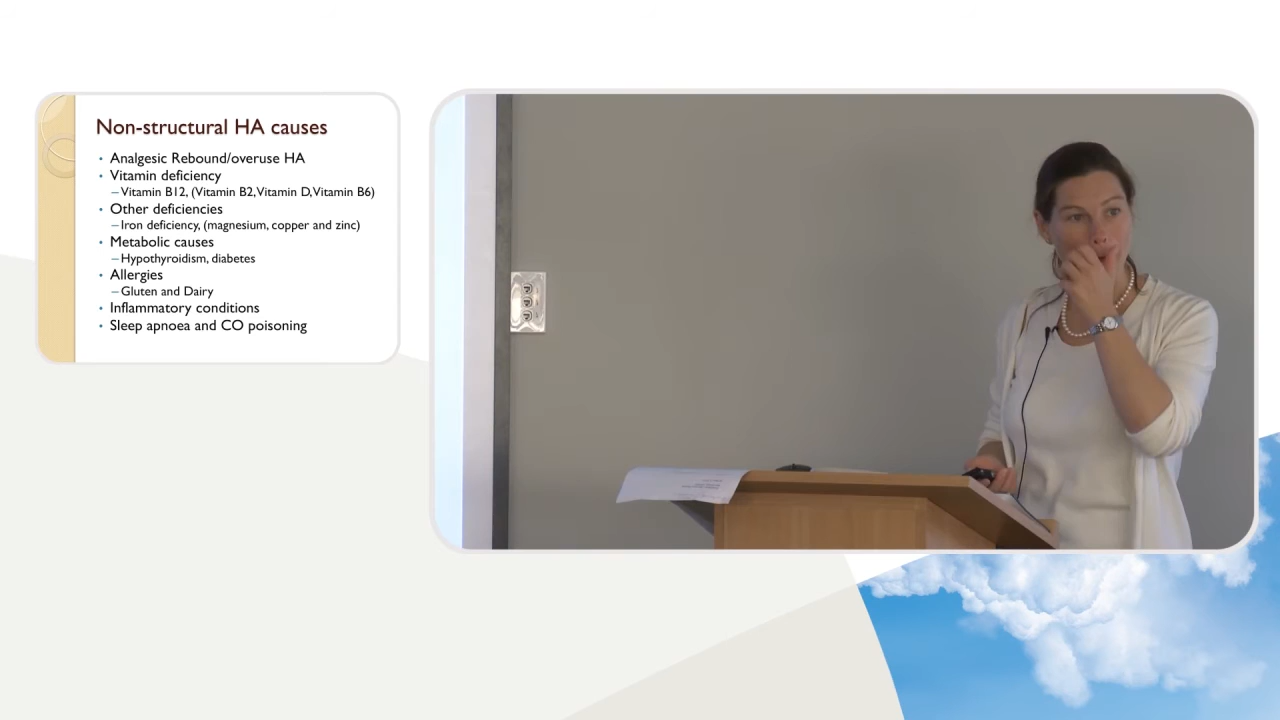 Non-structural HA causes
• Analgesic Rebound/overuse HA
• Vitamin deficiency
–Vitamin B12, (Vitamin B2, Vitamin D, Vitamin B6)
• Other deficiencies
–Iron deficiency, (magnesium, copper and zinc)
• Metabolic causes
–Hypothyroidism, diabetes
• Allergies
–Gluten and Dairy
• Inflammatory conditions
• Sleep apnoea and CO poisoning